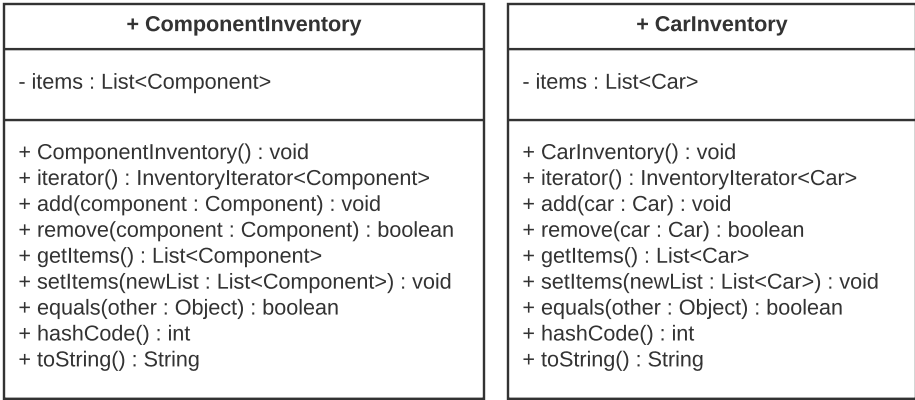 + ComponentInventory
- items : List<Component>
+ ComponentInventory() : void
+ iterator() : InventoryIterator<Component>
+ add(component : Component) : void
+ remove(component : Component) : boolean
+ getItems() : List<Component>
+ setItems(newList : List<Component>) : void
+ equals(other : Object) : boolean
+ hashCode() : int
+ toString() : String
+ CarInventory
- items : List<Car>
+ CarInventory() : void
+ iterator() : InventoryIterator<Car>
+ add(car : Car) : void
+ remove(car : Car) : boolean
+ getItems() : List<Car>
+ setItems(newList : List<Car>) : void
+ equals(other : Object) : boolean
+ hashCode() : int
+ toString() : String